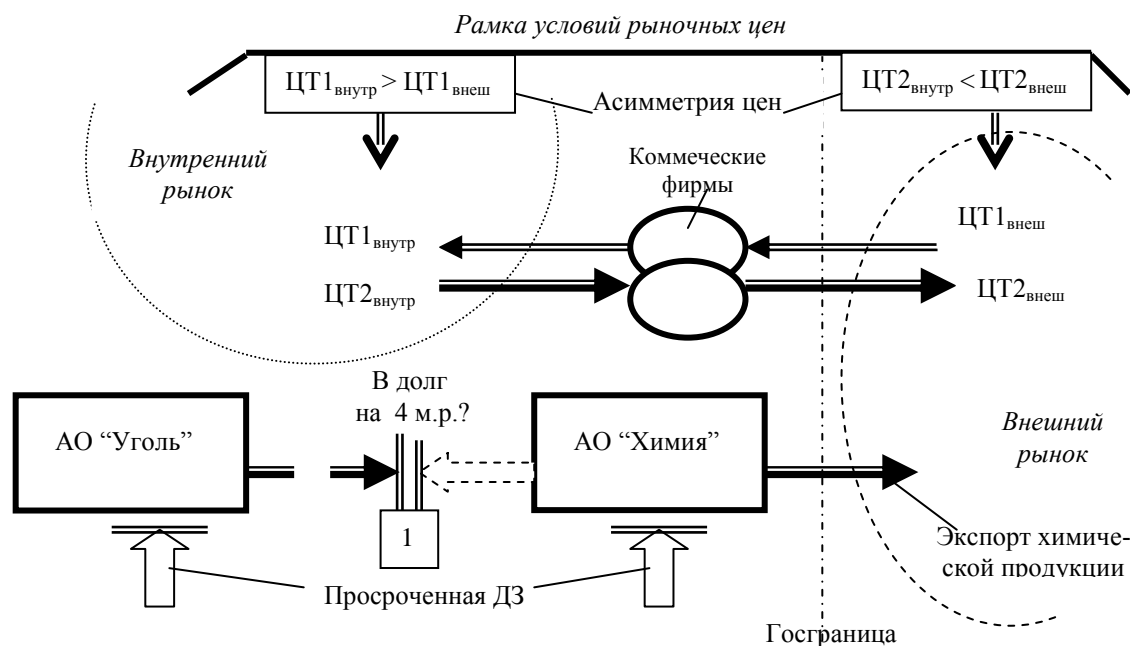 Рамка условий рыночных цен
ЦТ1внутр > ЦТ1внеш
Асимметрия цен
ЦТ2внутр < ЦТ2внеш
Внутренний
рынок
Коммеческие
фирмы
ЦТ1внутр
ЦТ1внеш
ЦТ2внутр
ЦТ2внеш
В долг
на 4 м.р.?
АО “Уголь”
АО “Химия”
Внешний
рынок
1
Экспорт химиче-
ской продукции
Просроченная ДЗ
Госграница